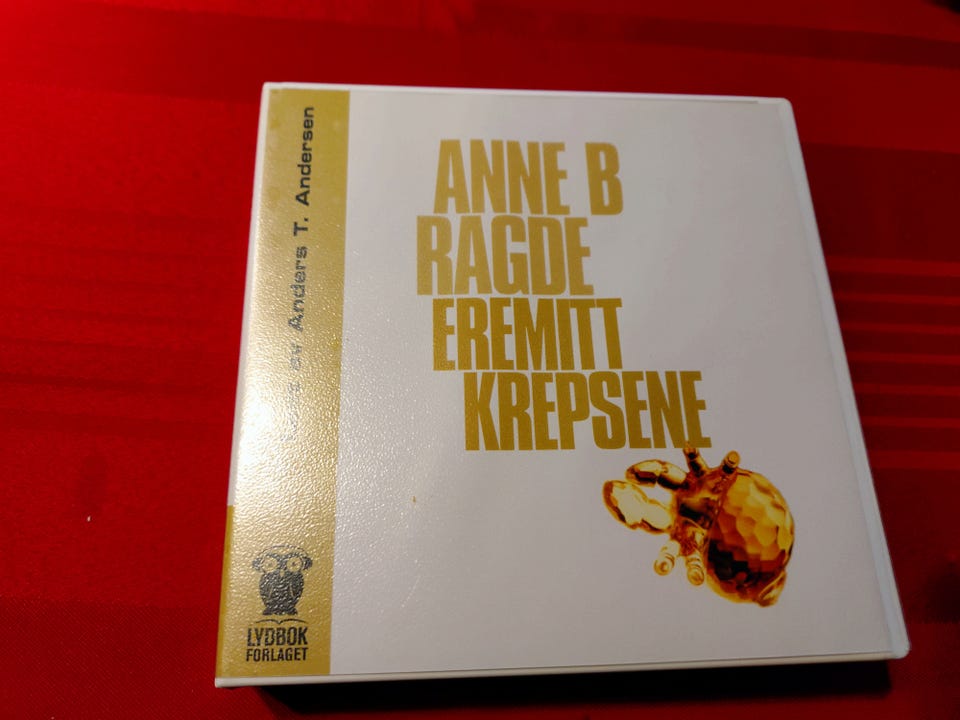 ANNE B
RAGDE
EREMITT
KREPSENE
av Anders T. Andersen
LYDBOK
FORLAGET